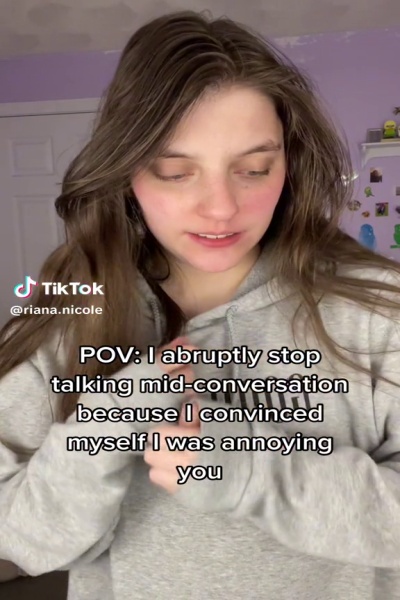 TikTok
@riana.nicole
POV: I abruptly stop
talking mid-conversation
because I convinced
myself I was annoying
you